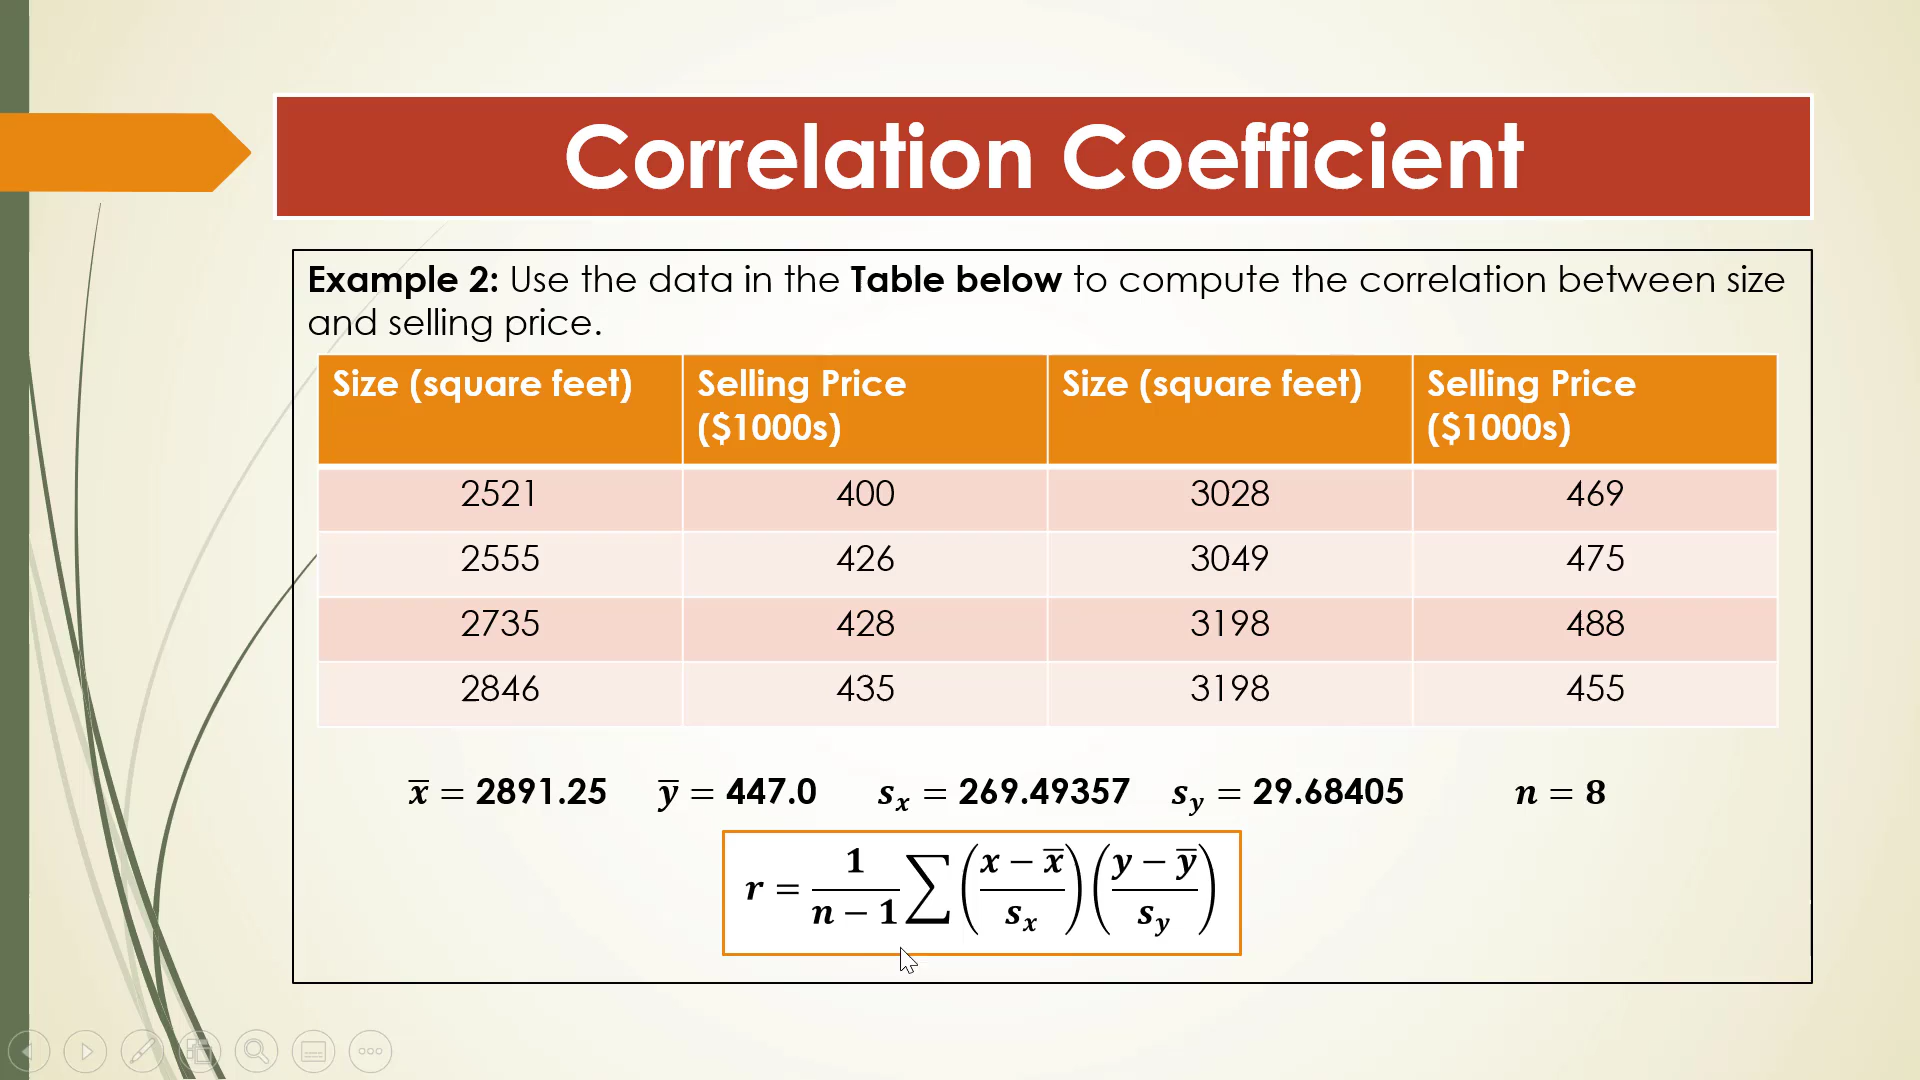 Correlation Coefficient
Example 2: Use the data in the Table below to compute the correlation between size
and selling price.
Size (square feet) Selling Price ($1000s) Size (square feet) Selling Price ($1000s)
2521 400 3028 469
2555 426 3049 475
2735 428 3198 488
2846 435 3198 455
x̅ = 2891.25 y̅ = 447.0 sₓ = 269.49357 s_y = 29.68405 n = 8
r = 1/(n − 1) ∑ ((x − x̅)/sₓ) ((y − y̅)/s_y)